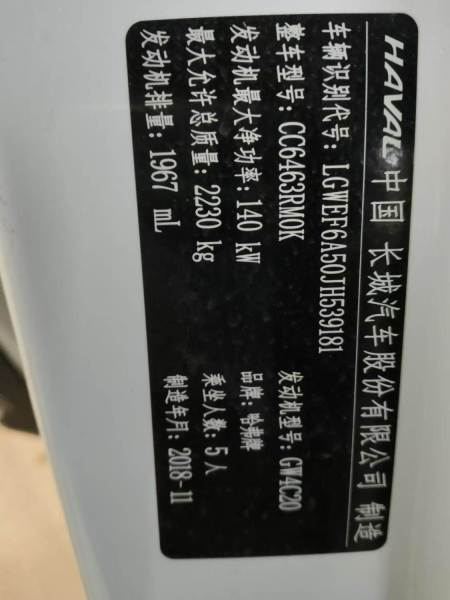 HAVAL 中国 长城汽车股份有限公司 制造
车辆识别代号: LGWEF6A50JH539181
整车型号: CC6463RM0K 发动机型号: GW4C20
发动机最大净功率: 140 kW 品牌: 哈弗牌
最大允许总质量: 2230 kg 乘坐人数: 5人
发动机排量: 1967 mL 制造年月: 2018-11